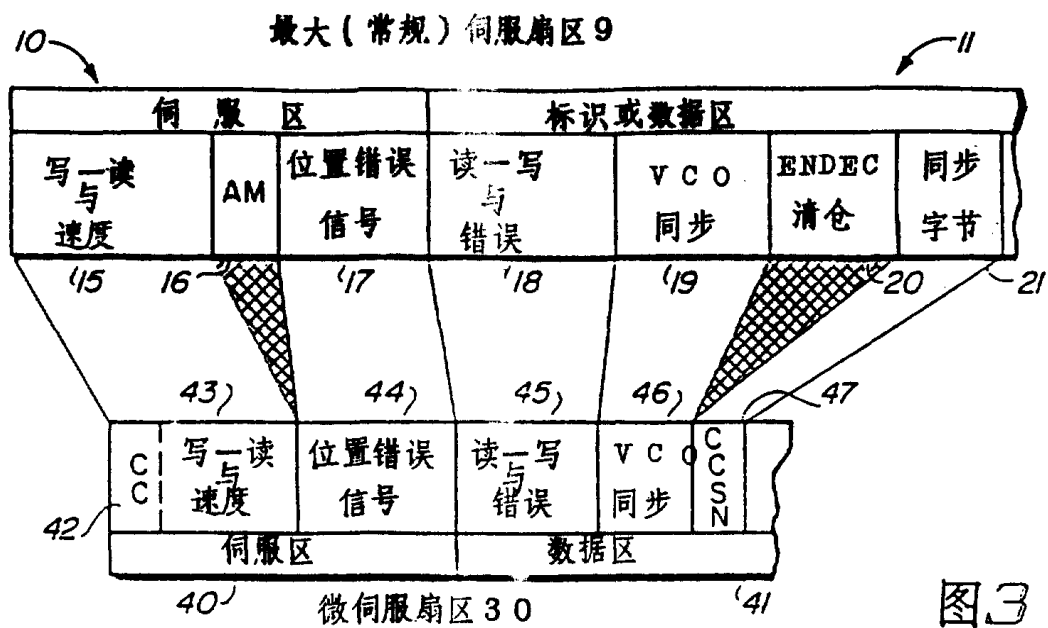 最大(常规)伺服扇区9
10
11
伺服区
标识或数据区
写一读
与
速度
AM
位置错误
信号
读一写
与
错误
VCO
同步
ENDEC
清仓
同步
字节
15
16
17
18
19
20
21
43
44
45
46
47
CC
写一读
与
速度
位置错误
信号
读一写
与
错误
VCO
同步
CCSN
42
伺服区
数据区
40
微伺服扇区30
41
图3